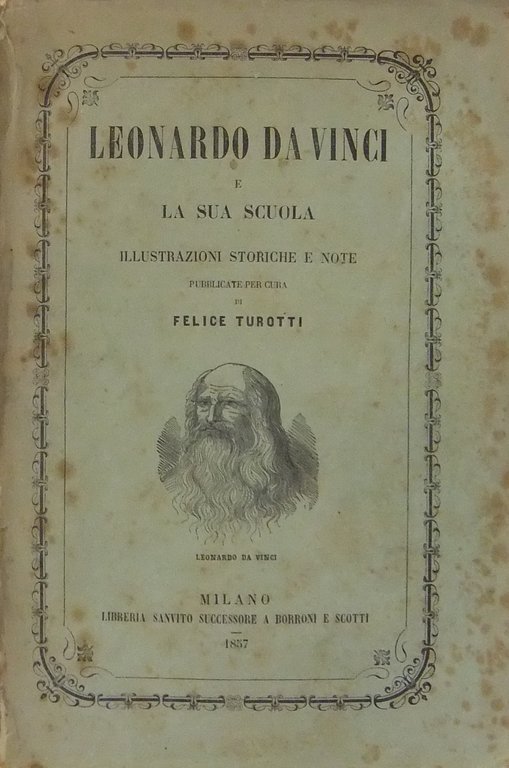 LEONARDO DA VINCI
E
LA SUA SCUOLA
ILLUSTRAZIONI STORICHE E NOTE
PUBBLICATE PER CURA
DI
FELICE TUROTTI
LEONARDO DA VINCI
MILANO
LIBRERIA SANVITO SUCCESSORE A BORRONI E SCOTTI
1857